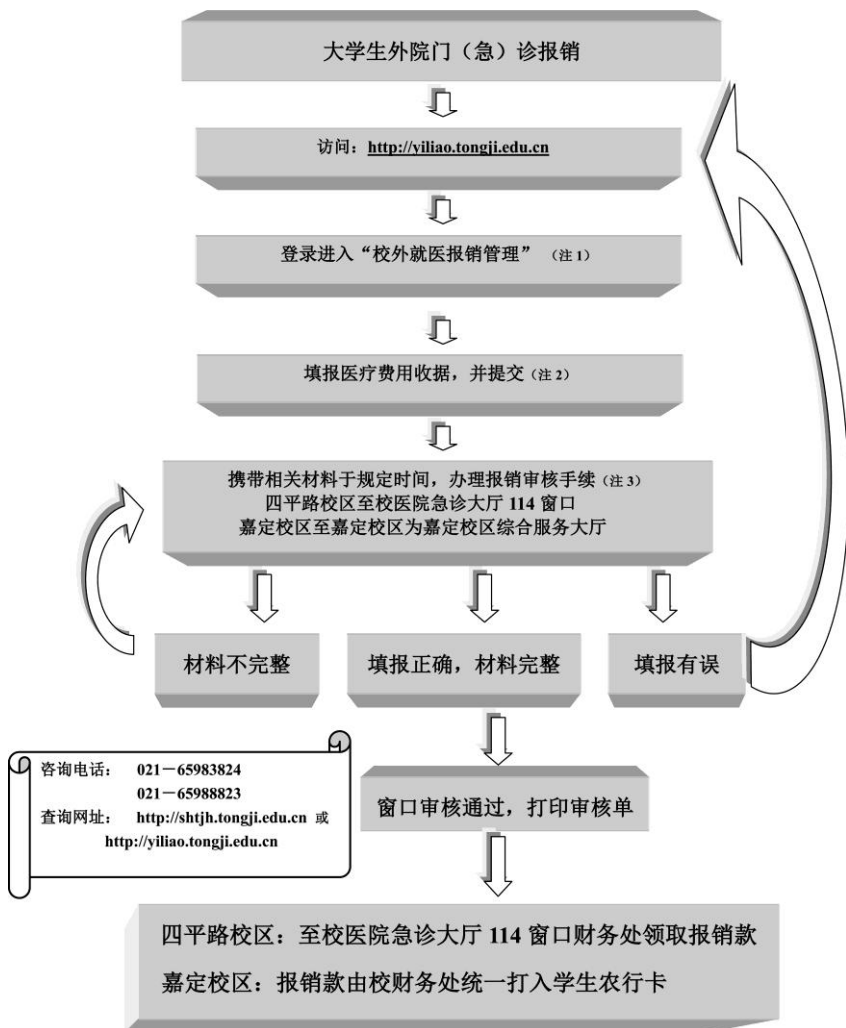 大学生外院门（急）诊报销
访问：http://yiliao.tongji.edu.cn
登录进入“校外就医报销管理” （注 1）
填报医疗费用收据，并提交（注 2）
携带相关材料于规定时间，办理报销审核手续（注 3）
四平路校区至校医院急诊大厅 114 窗口
嘉定校区至嘉定校区为嘉定校区综合服务大厅
材料不完整
填报正确，材料完整
填报有误
窗口审核通过，打印审核单
咨询电话： 021－65983824
021－65988823
查询网址： http://shtjh.tongji.edu.cn 或
http://yiliao.tongji.edu.cn
四平路校区：至校医院急诊大厅 114 窗口财务处领取报销款
嘉定校区：报销款由校财务处统一打入学生农行卡